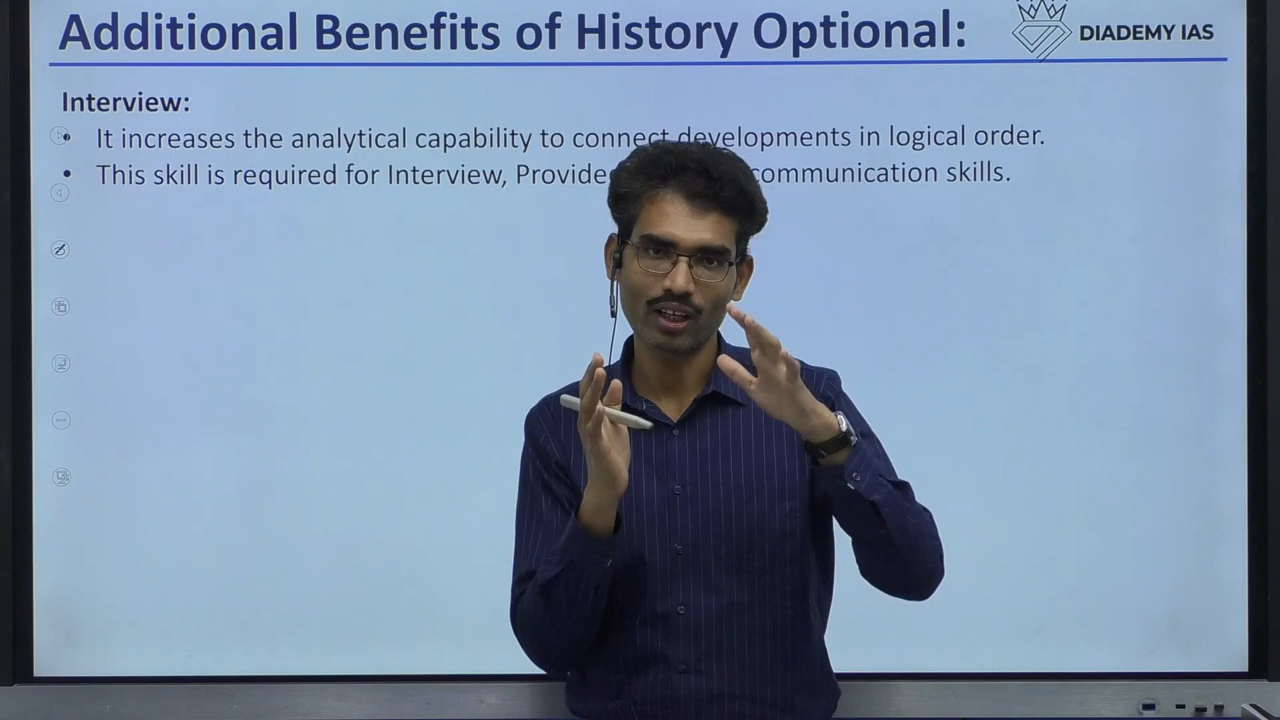 Additional Benefits of History Optional:
DIADEMY IAS
Interview:
• It increases the analytical capability to connect developments in logical order.
• This skill is required for Interview, Provide communication skills.